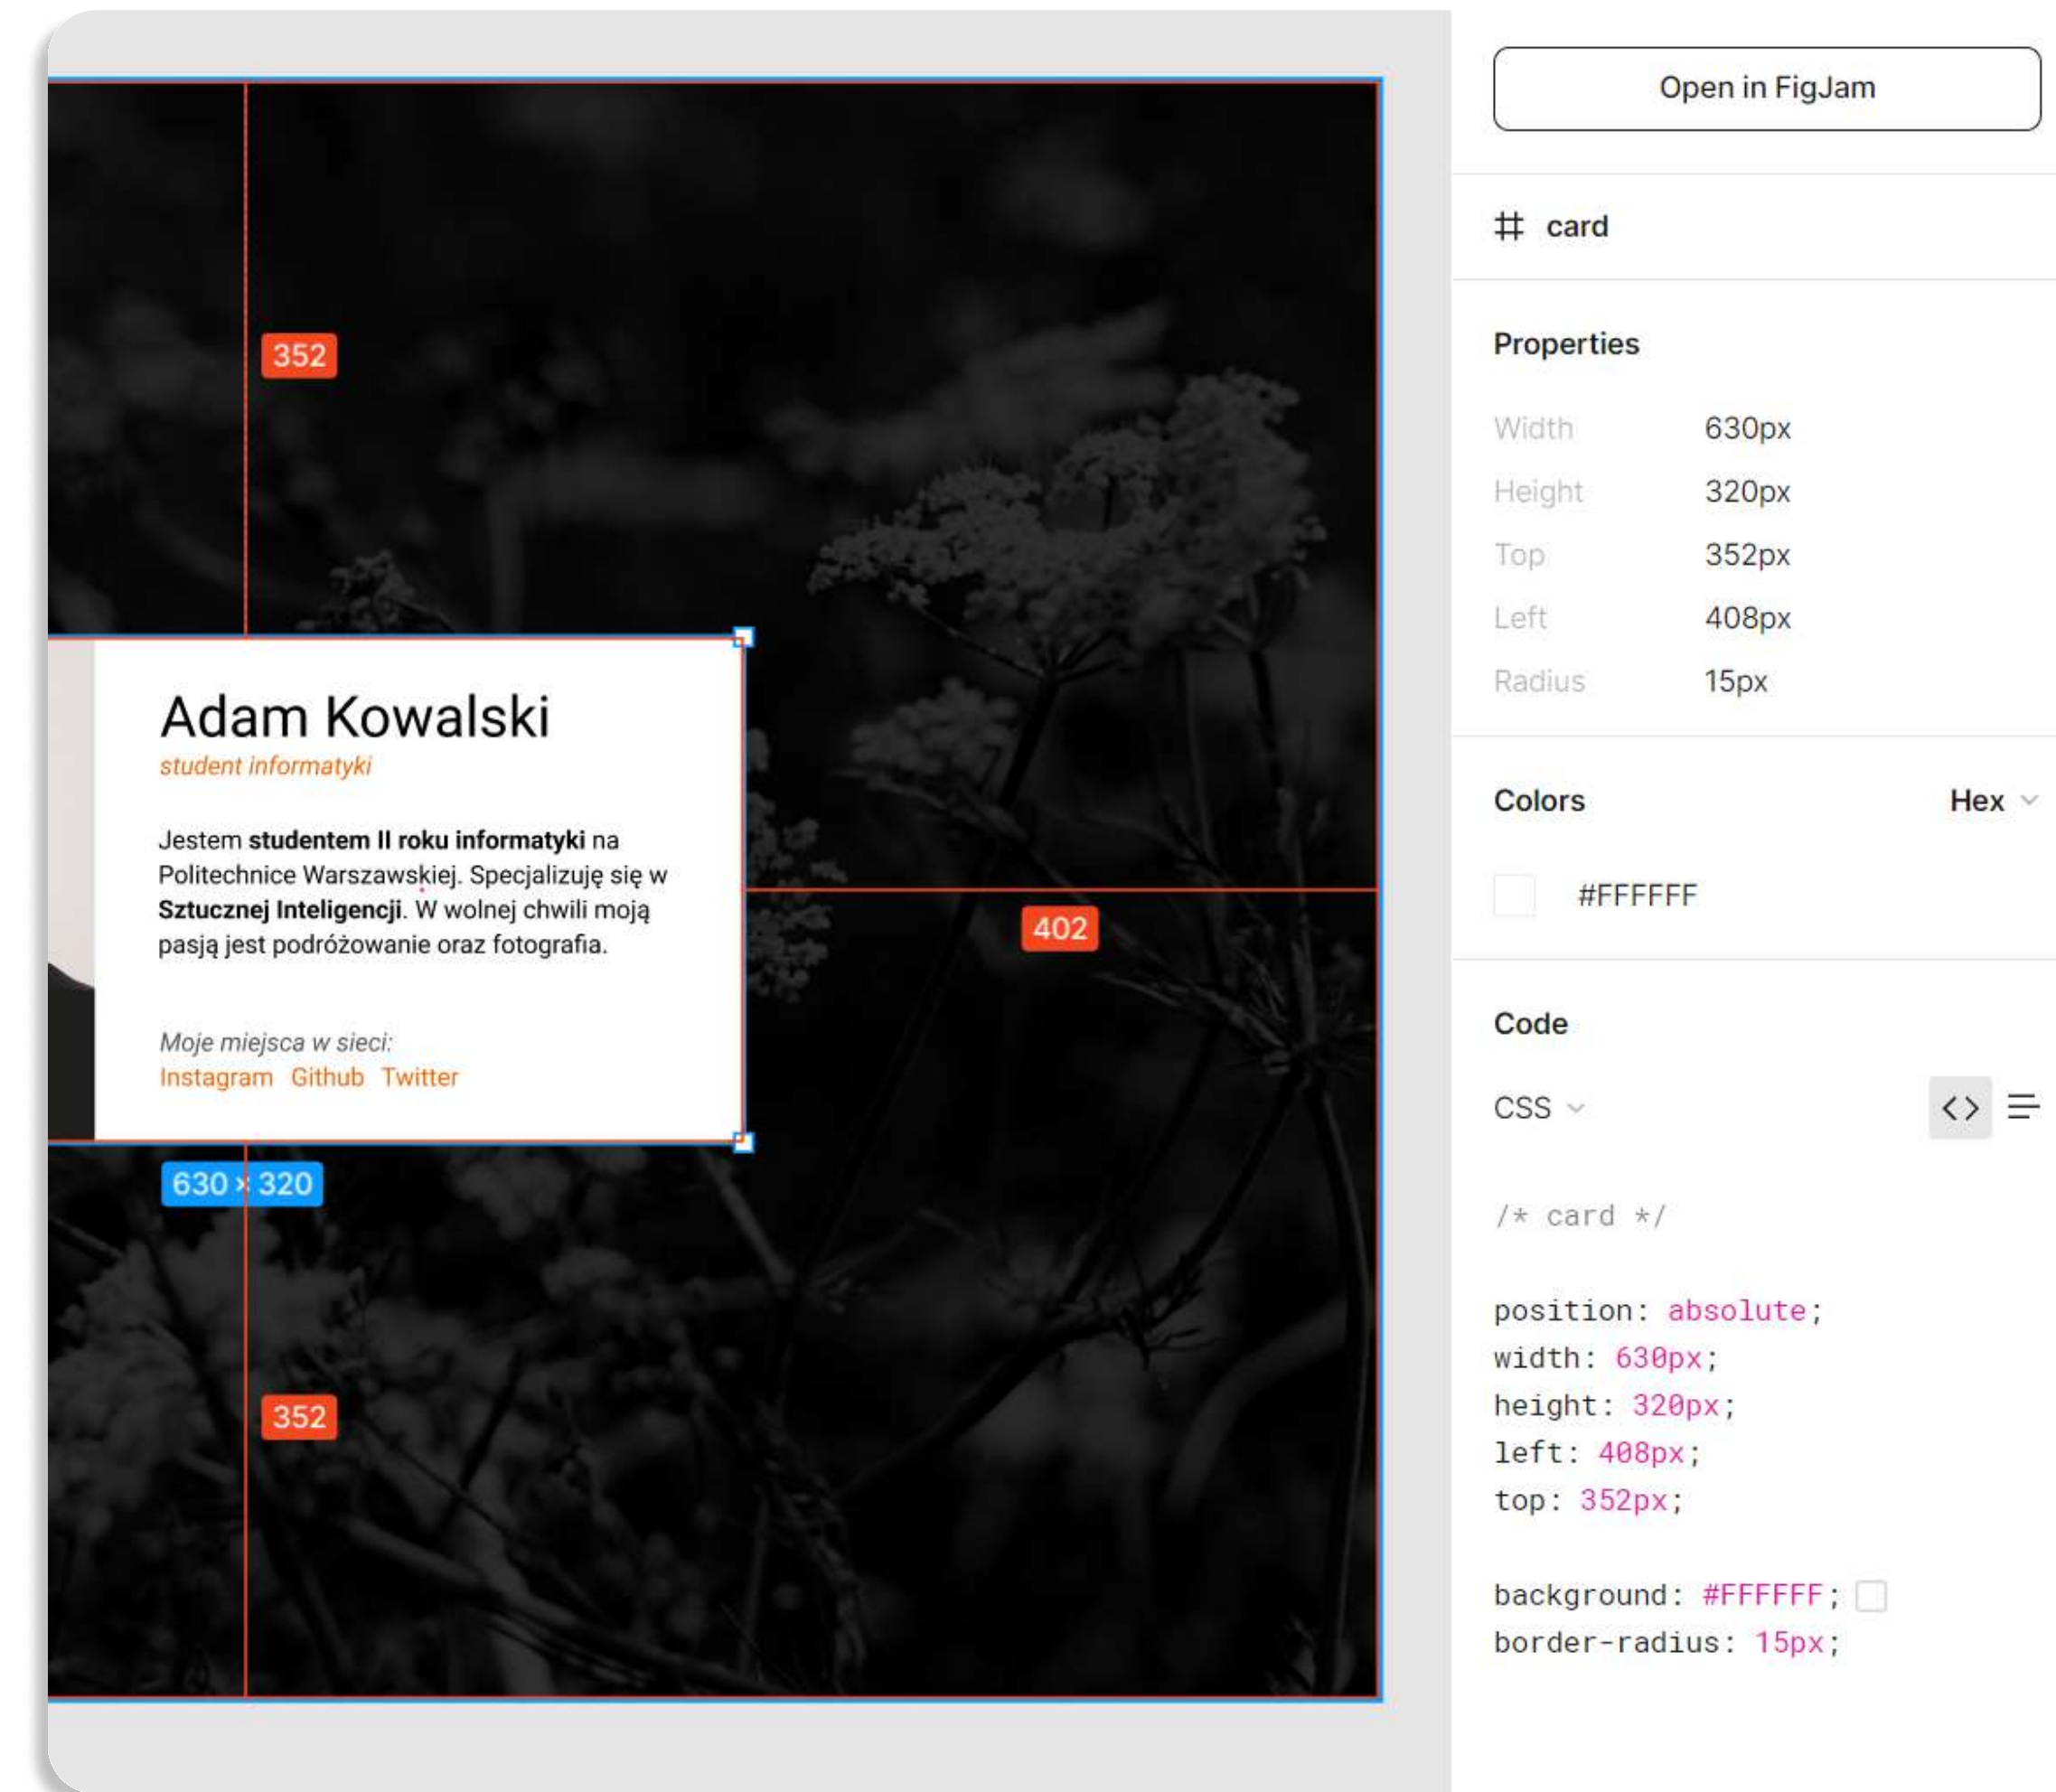 352
Adam Kowalski
student informatyki
Jestem studentem II roku informatyki na
Politechnice Warszawskiej. Specjalizuję się w
Sztucznej Inteligencji. W wolnej chwili moją
pasją jest podróżowanie oraz fotografia.
Moje miejsca w sieci:
Instagram Github Twitter
402
630 × 320
352
Open in FigJam
card
Properties
Width 630px
Height 320px
Top 352px
Left 408px
Radius 15px
Colors Hex
#FFFFFF
Code
CSS
/* card */
position: absolute;
width: 630px;
height: 320px;
left: 408px;
top: 352px;
background: #FFFFFF;
border-radius: 15px;